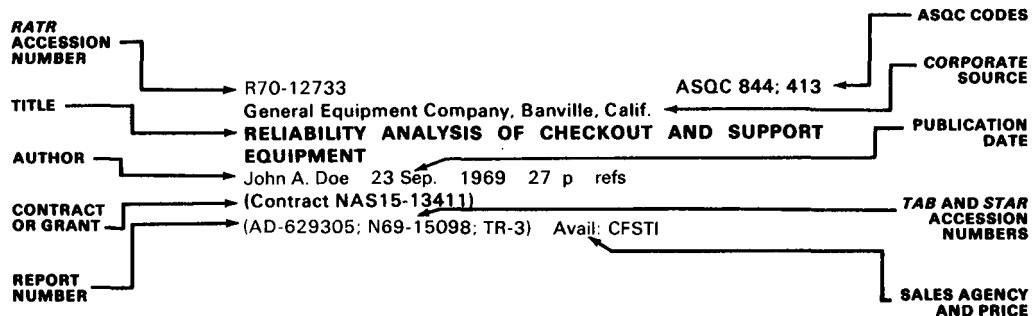 RATR
ACCESSION
NUMBER
TITLE
AUTHOR
CONTRACT
OR GRANT
REPORT
NUMBER
R70-12733 ASQC 844; 413
General Equipment Company, Banville, Calif.
RELIABILITY ANALYSIS OF CHECKOUT AND SUPPORT
EQUIPMENT
John A. Doe 23 Sep. 1969 27 p refs
(Contract NAS15-13411)
(AD-629305; N69-15098; TR-3) Avail: CFSTI
ASQC CODES
CORPORATE
SOURCE
PUBLICATION
DATE
TAB AND STAR
ACCESSION
NUMBERS
SALES AGENCY
AND PRICE